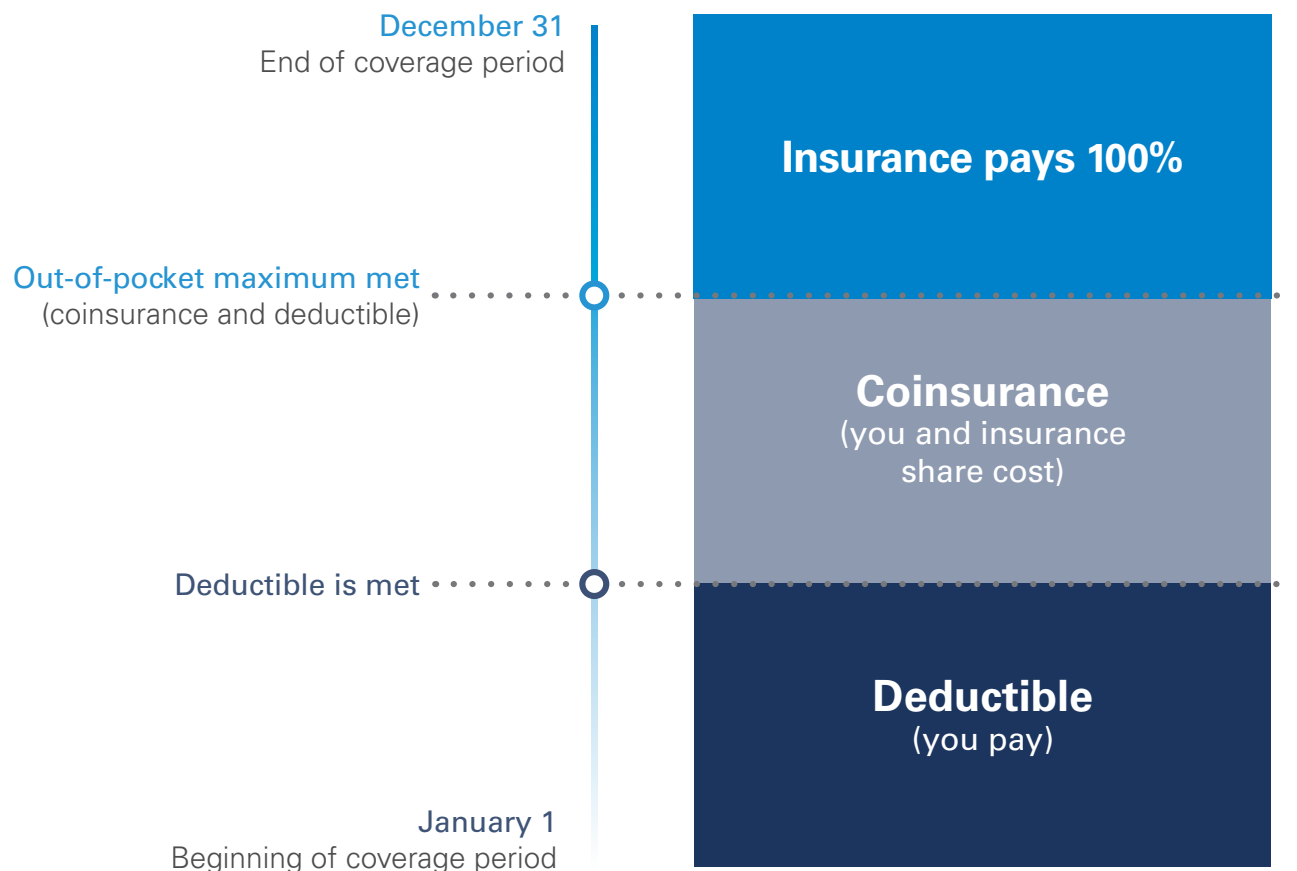 December 31
End of coverage period
Insurance pays 100%
Out-of-pocket maximum met
(coinsurance and deductible)
Coinsurance
(you and insurance
share cost)
Deductible is met
Deductible
(you pay)
January 1
Beginning of coverage period